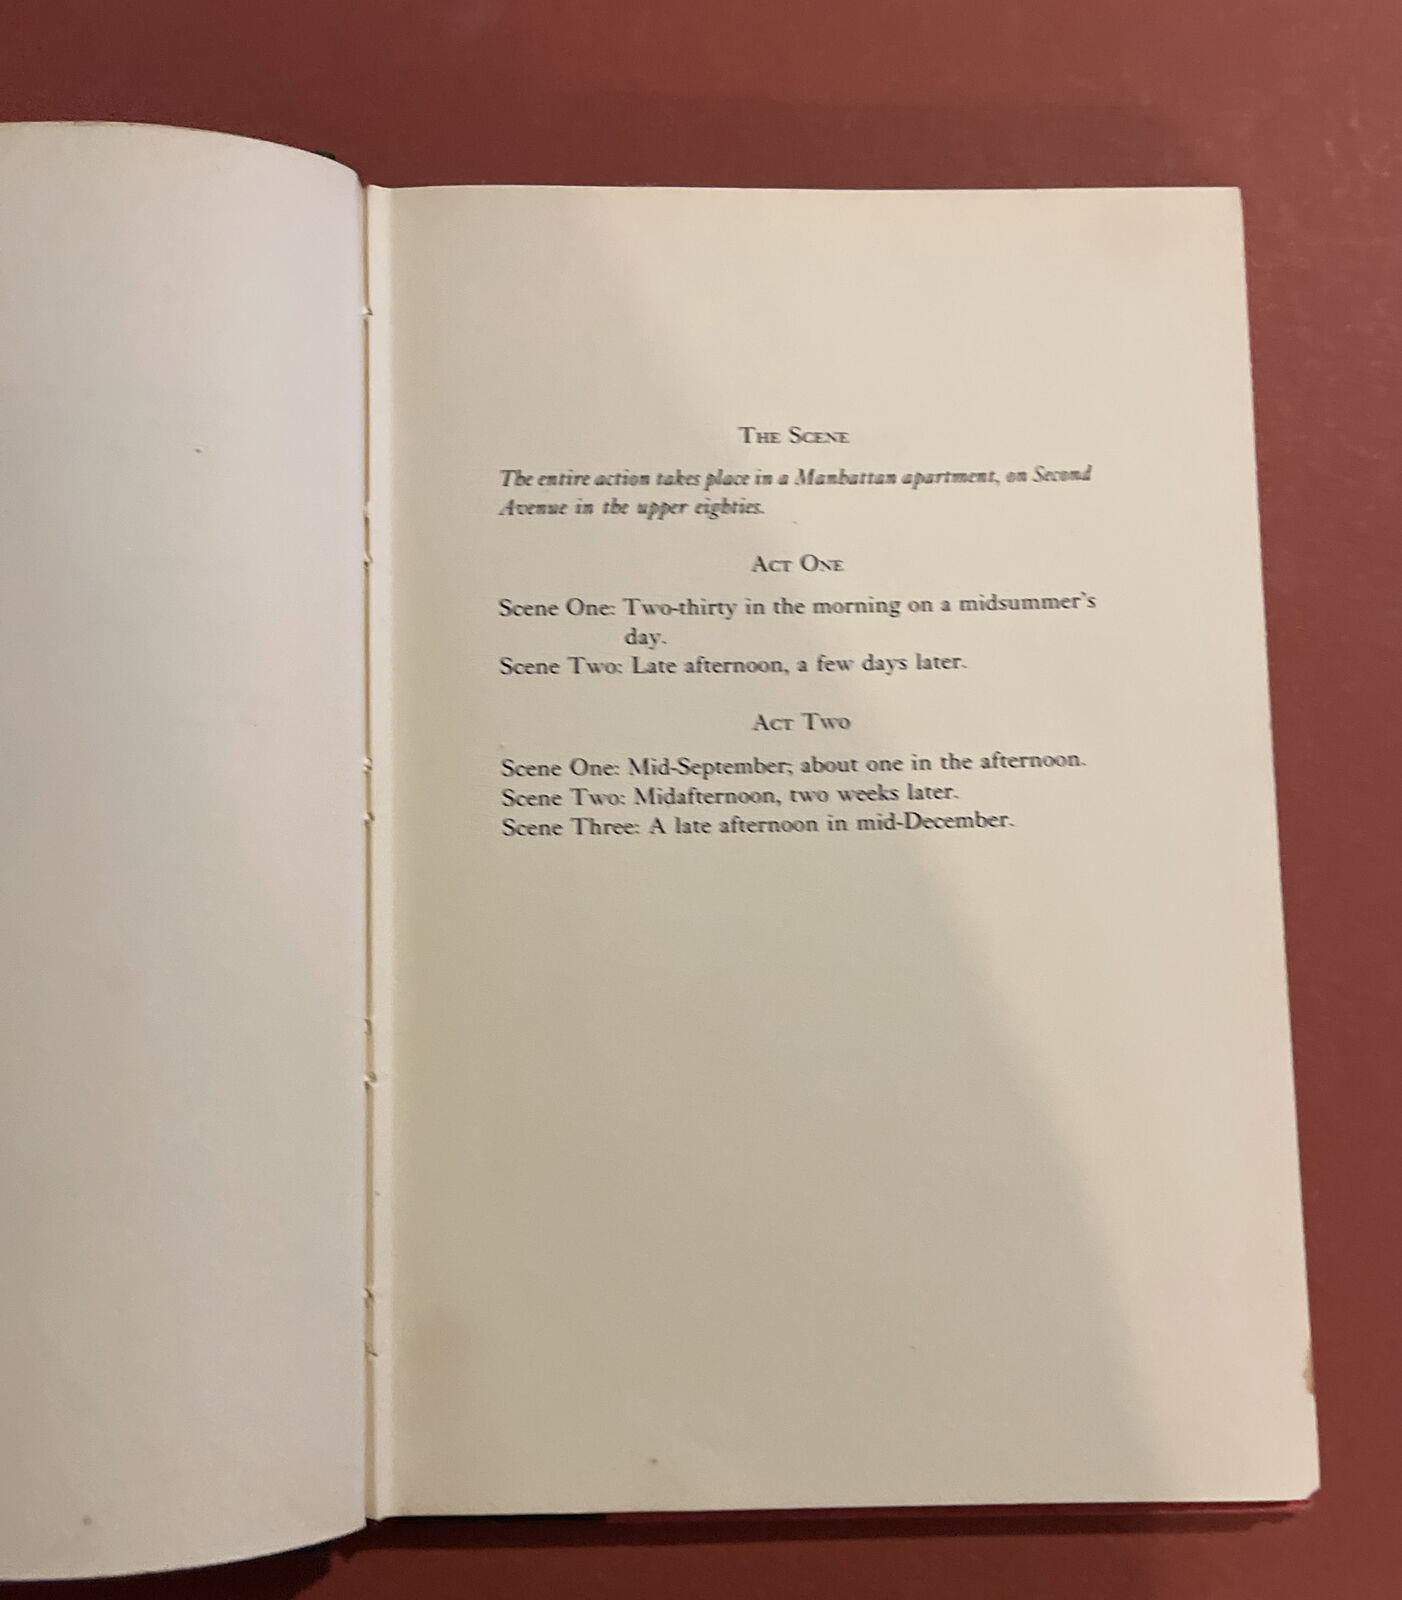 The Scene
The entire action takes place in a Manhattan apartment, on Second
Avenue in the upper eighties.
Act One
Scene One: Two-thirty in the morning on a midsummer's
day.
Scene Two: Late afternoon, a few days later.
Act Two
Scene One: Mid-September; about one in the afternoon.
Scene Two: Midafternoon, two weeks later.
Scene Three: A late afternoon in mid-December.